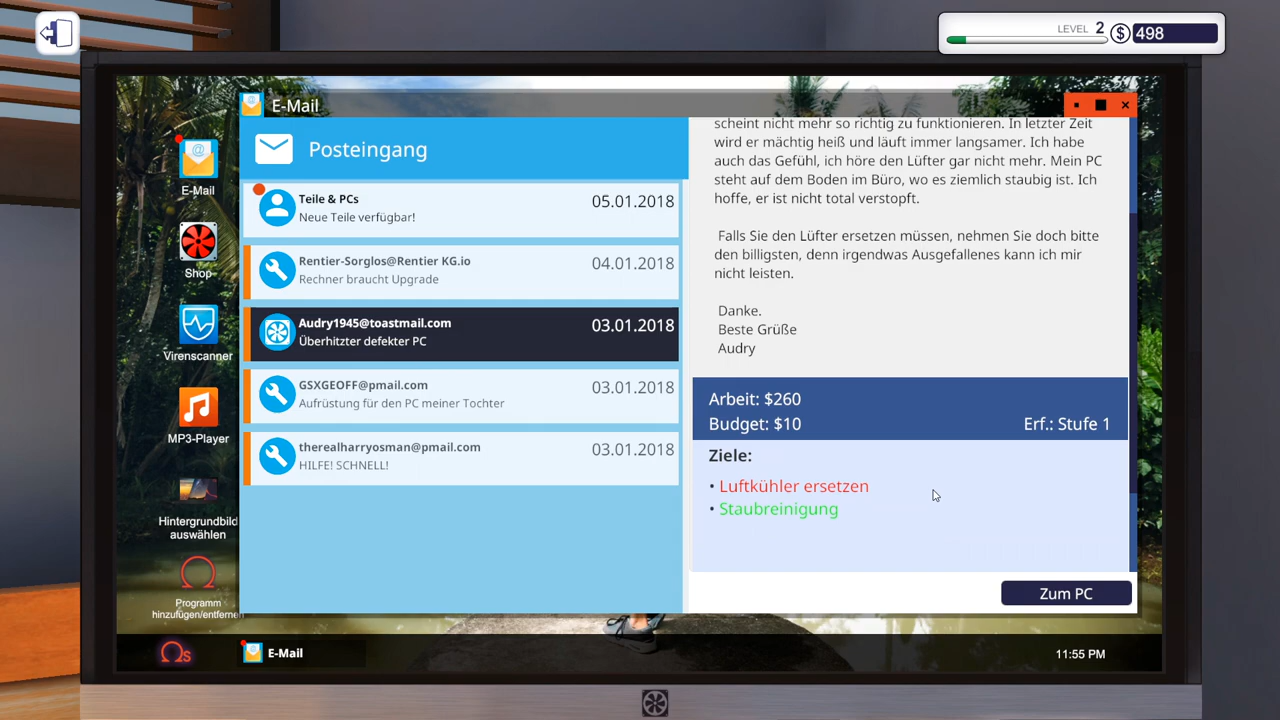 LEVEL 2
$ 498
E-Mail
Posteingang
Teile & PCs
05.01.2018
Neue Teile verfügbar!
Rentier-Sorglos@Rentier KG.io
04.01.2018
Rechner braucht Upgrade
Audry1945@toastmail.com
03.01.2018
Überhitzter defekter PC
GSXGEOFF@pmail.com
03.01.2018
Aufrüstung für den PC meiner Tochter
therealharryosman@pmail.com
03.01.2018
HILFE! SCHNELL!
scheint nicht mehr so richtig zu funktionieren. In letzter Zeit
wird er mächtig heiß und läuft immer langsamer. Ich habe
auch das Gefühl, ich höre den Lüfter gar nicht mehr. Mein PC
steht auf dem Boden im Büro, wo es ziemlich staubig ist. Ich
hoffe, er ist nicht total verstopft.
Falls Sie den Lüfter ersetzen müssen, nehmen Sie doch bitte
den billigsten, denn irgendwas Ausgefallenes kann ich mir
nicht leisten.
Danke.
Beste Grüße
Audry
Arbeit: $260
Budget: $10
Erf.: Stufe 1
Ziele:
• Luftkühler ersetzen
• Staubreinigung
Zum PC
E-Mail
Shop
Virenscanner
MP3-Player
Hintergrundbild
auswählen
Programm
hinzufügen/entfernen
Ωs
E-Mail
11:55 PM